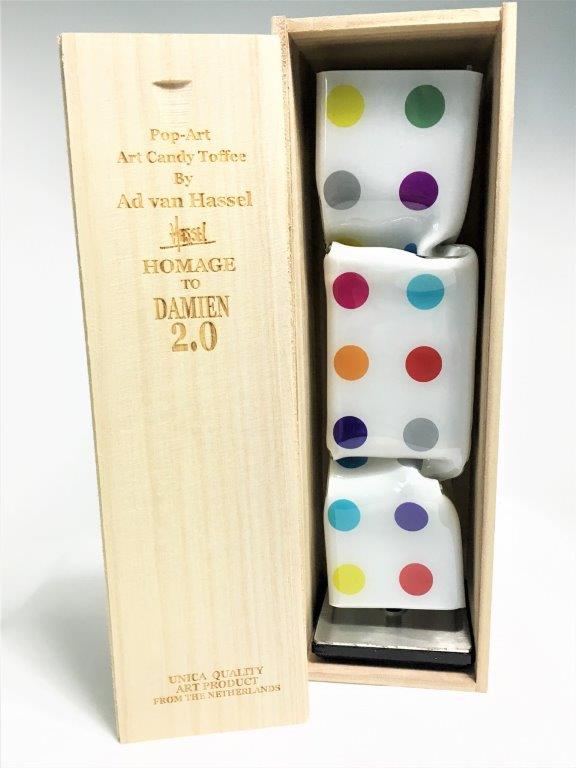 Pop-Art
Art Candy Toffee
By
Ad van Hassel
Hassel
HOMAGE
TO
DAMIEN
2.0
UNICA QUALITY
ART PRODUCT
FROM THE NETHERLANDS